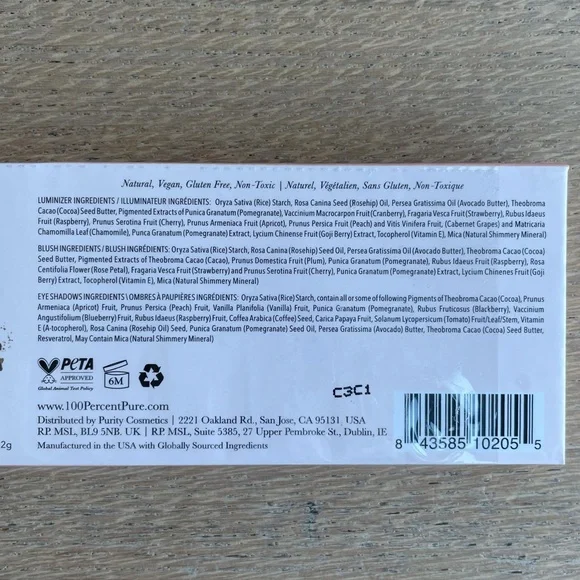 Natural, Vegan, Gluten Free, Non-Toxic | Naturel, Végétalien, Sans Gluten, Non-Toxique
LUMINIZER INGREDIENTS / ILLUMINATEUR INGRÉDIENTS: Oryza Sativa (Rice) Starch, Rosa Canina Seed (Rosehip) Oil, Persea Gratissima Oil (Avocado Butter), Theobroma
Cacao (Cocoa) Seed Butter, Pigmented Extracts of Punica Granatum (Pomegranate), Vaccinium Macrocarpon Fruit (Cranberry), Fragaria Vesca Fruit (Strawberry), Rubus Idaeus
Fruit (Raspberry), Prunus Serotina Fruit (Cherry), Prunus Armeniaca Fruit (Apricot), Prunus Persica Fruit (Peach) and Vitis Vinifera Fruit, (Cabernet Grapes) and Matricaria
Chamomilla Leaf (Chamomile), Punica Granatum (Pomegranate) Extract, Lycium Chinense Fruit (Goji Berry) Extract, Tocopherol (Vitamin E), Mica (Natural Shimmery Mineral)
BLUSH INGREDIENTS / BLUSH INGRÉDIENTS: Oryza Sativa (Rice) Starch, Rosa Canina (Rosehip) Seed Oil, Persea Gratissima Oil (Avocado Butter), Theobroma Cacao (Cocoa)
Seed Butter, Pigmented Extracts of Theobroma Cacao (Cocoa), Prunus Domestica Fruit (Plum), Punica Granatum (Pomegranate), Rubus Idaeus Fruit (Raspberry), Rosa
Centifolia Flower (Rose Petal), Fragaria Vesca Fruit (Strawberry) and Prunus Serotina Fruit (Cherry), Punica Granatum (Pomegranate) Extract, Lycium Chinenes Fruit (Goji
Berry) Extract, Tocopherol (Vitamin E), Mica (Natural Shimmery Mineral)
EYE SHADOWS INGREDIENTS \ OMBRES À PAUPIÈRES INGRÉDIENTS: Oryza Sativa (Rice) Starch, contain all or some of following Pigments of Theobroma Cacao (Cocoa), Prunus
Armeniaca (Apricot) Fruit, Prunus Persica (Peach) Fruit, Vanilla Planifolia (Vanilla) Fruit, Punica Granatum (Pomegranate), Rubus Fruticosus (Blackberry), Vaccinium
Angustifolium (Blueberry) Fruit, Rubus Idaeus (Raspberry) Fruit, Coffea Arabica (Coffee) Seed, Carica Papaya Fruit, Solanum Lycopersicum (Tomato) Fruit/Leaf/Stem, Vitamin
E (A-tocopherol), Rosa Canina (Rosehip Oil) Seed, Punica Granatum (Pomegranate) Seed Oil, Persea Gratissima (Avocado) Butter, Theobroma Cacao (Cocoa) Seed Butter,
Resveratrol, May Contain Mica (Natural Shimmery Mineral)
PETA
APPROVED
Global Animal Test Policy
6M
C3C1
www.100PercentPure.com
Distributed by Purity Cosmetics | 2221 Oakland Rd., San Jose, CA 95131, USA
RP. MSL, BL9 5NB. UK | RP. MSL, Suite 5385, 27 Upper Pembroke St., Dublin, IE
2g Manufactured in the USA with Globally Sourced Ingredients
8 43585 10205 5